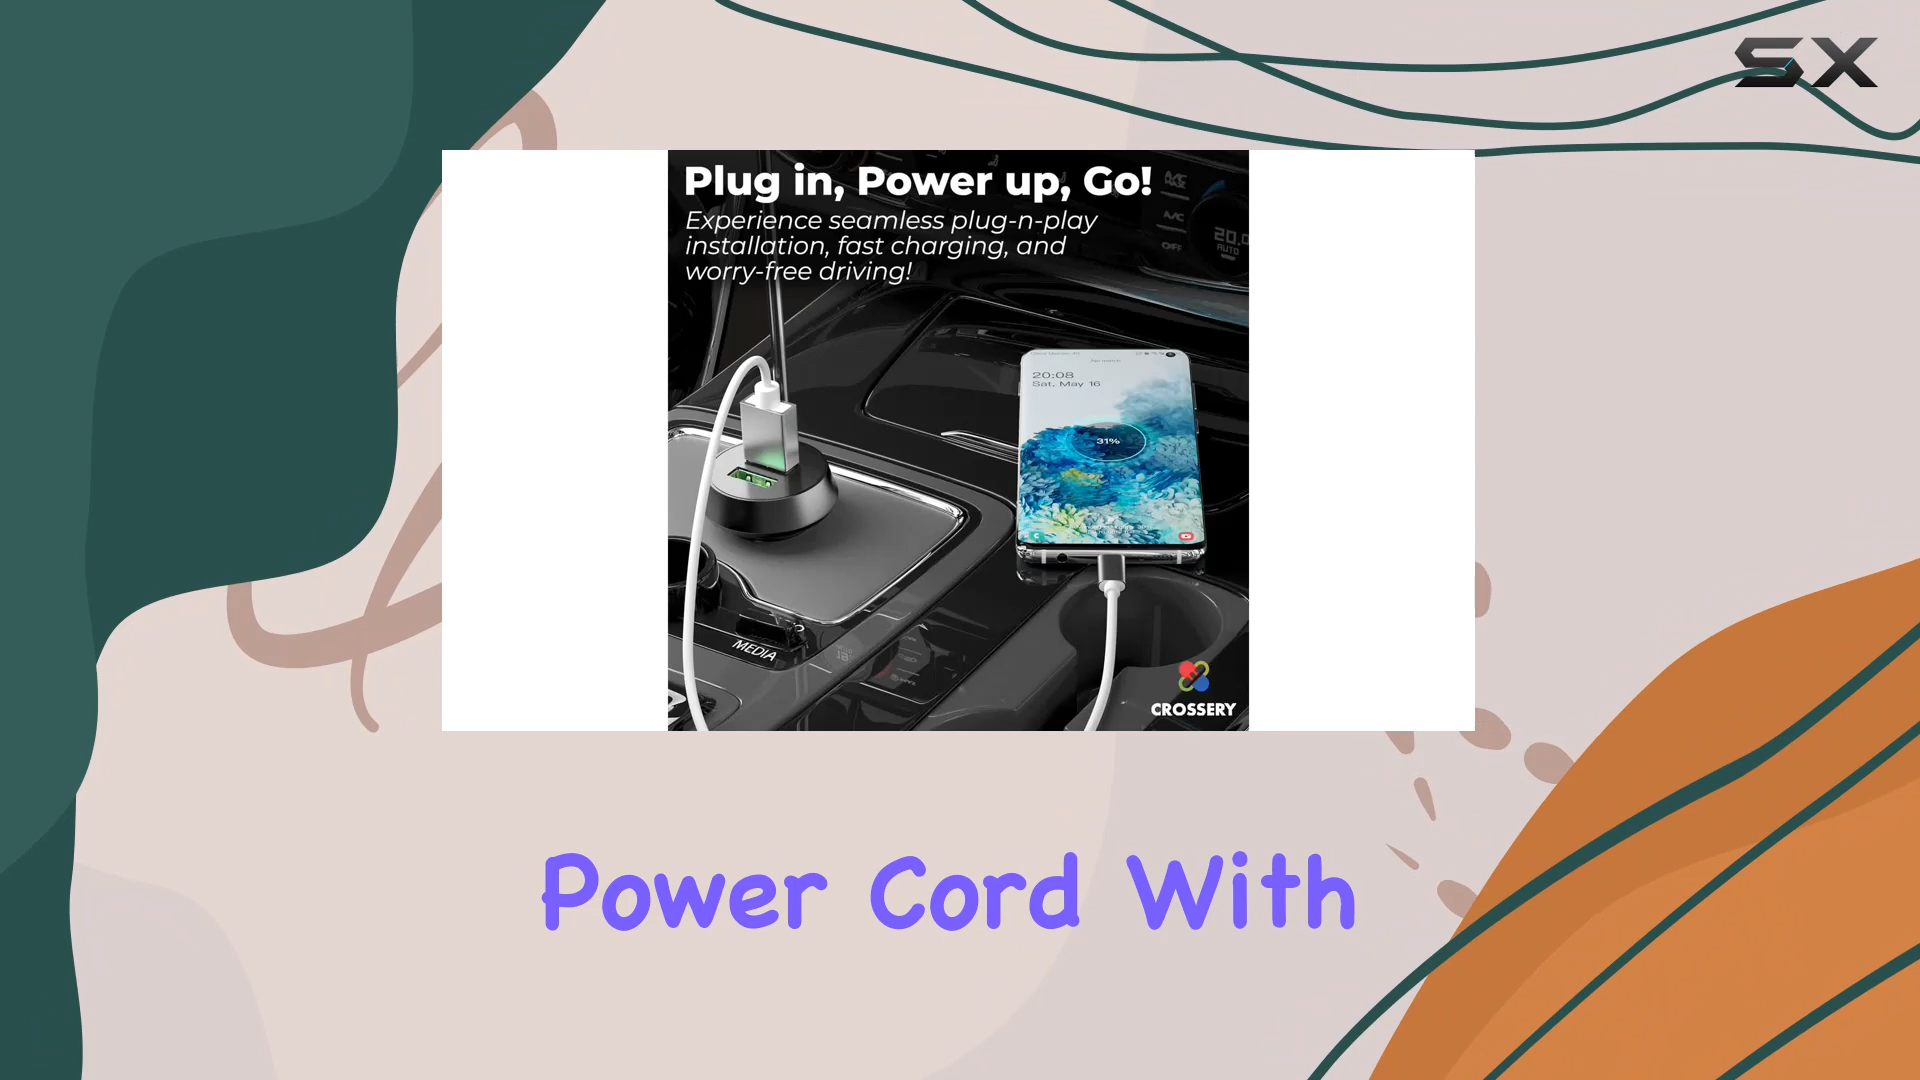 SX
Plug in, Power up, Go!
Experience seamless plug-n-play
installation, fast charging, and
worry-free driving!
A/C
OFF
20.0
AUTO
20:08
Sat, May 16
31%
MEDIA
CROSSERY
Power Cord With